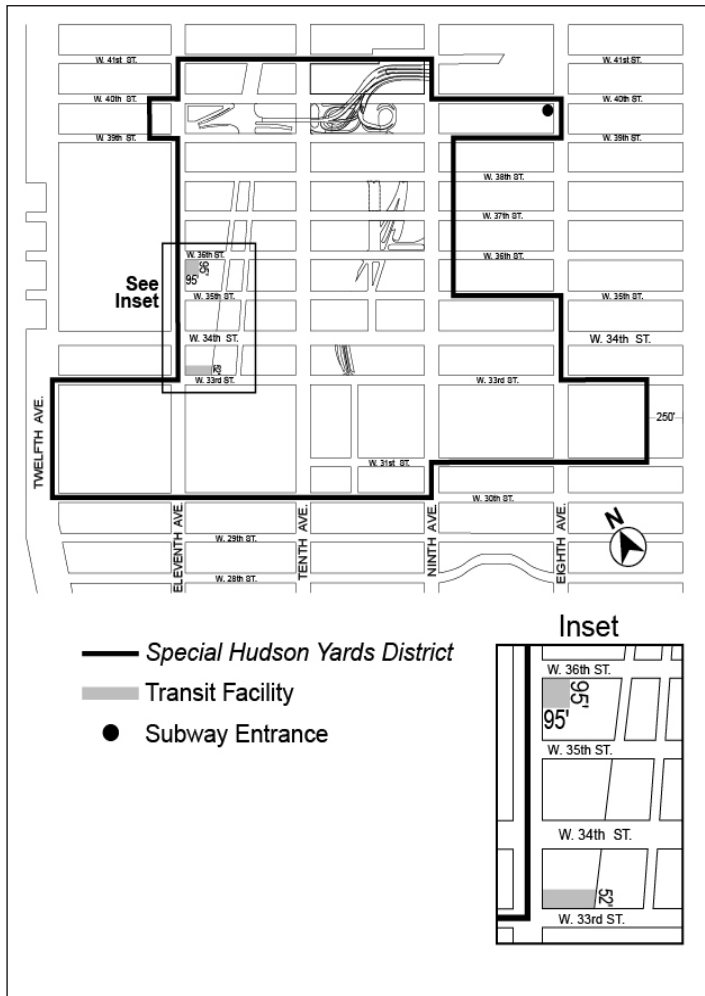 W. 41st ST.
W. 41st ST.
W. 40th ST.
W. 40th ST.
W. 39th ST.
W. 39th ST.
W. 38th ST.
W. 37th ST.
W. 36th ST.
W. 36th ST.
See
Inset
95'
95'
W. 35th ST.
W. 35th ST.
W. 34th ST.
W. 34th ST.
52'
W. 33rd ST.
W. 33rd ST.
250'
TWELFTH AVE.
W. 31st ST.
W. 30th ST.
ELEVENTH AVE.
TENTH AVE.
NINTH AVE.
EIGHTH AVE.
N
W. 29th ST.
W. 28th ST.
Special Hudson Yards District
Transit Facility
Subway Entrance
Inset
W. 36th ST.
95'
95'
W. 35th ST.
W. 34th ST.
52'
W. 33rd ST.